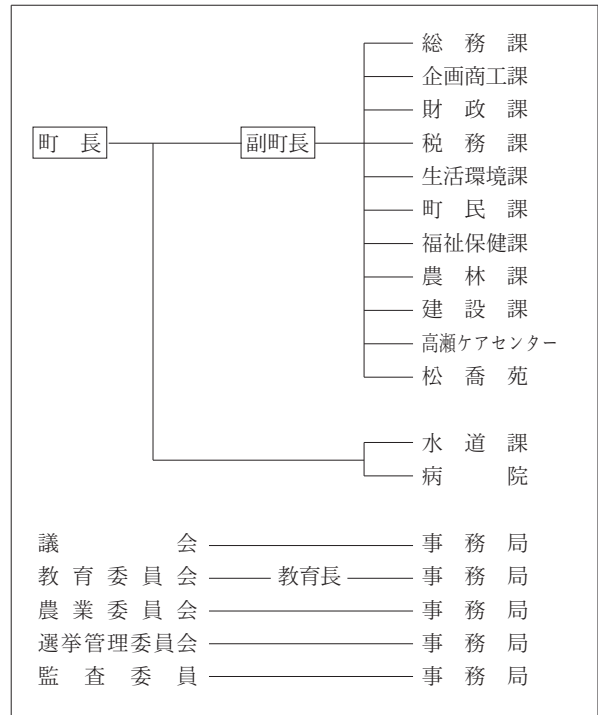 総務課
企画商工課
財政課
町長 副町長 税務課
生活環境課
町民課
福祉保健課
農林課
建設課
高瀬ケアセンター
松喬苑
水道課
病院
議会 事務局
教育委員会 教育長 事務局
農業委員会 事務局
選挙管理委員会 事務局
監査委員 事務局